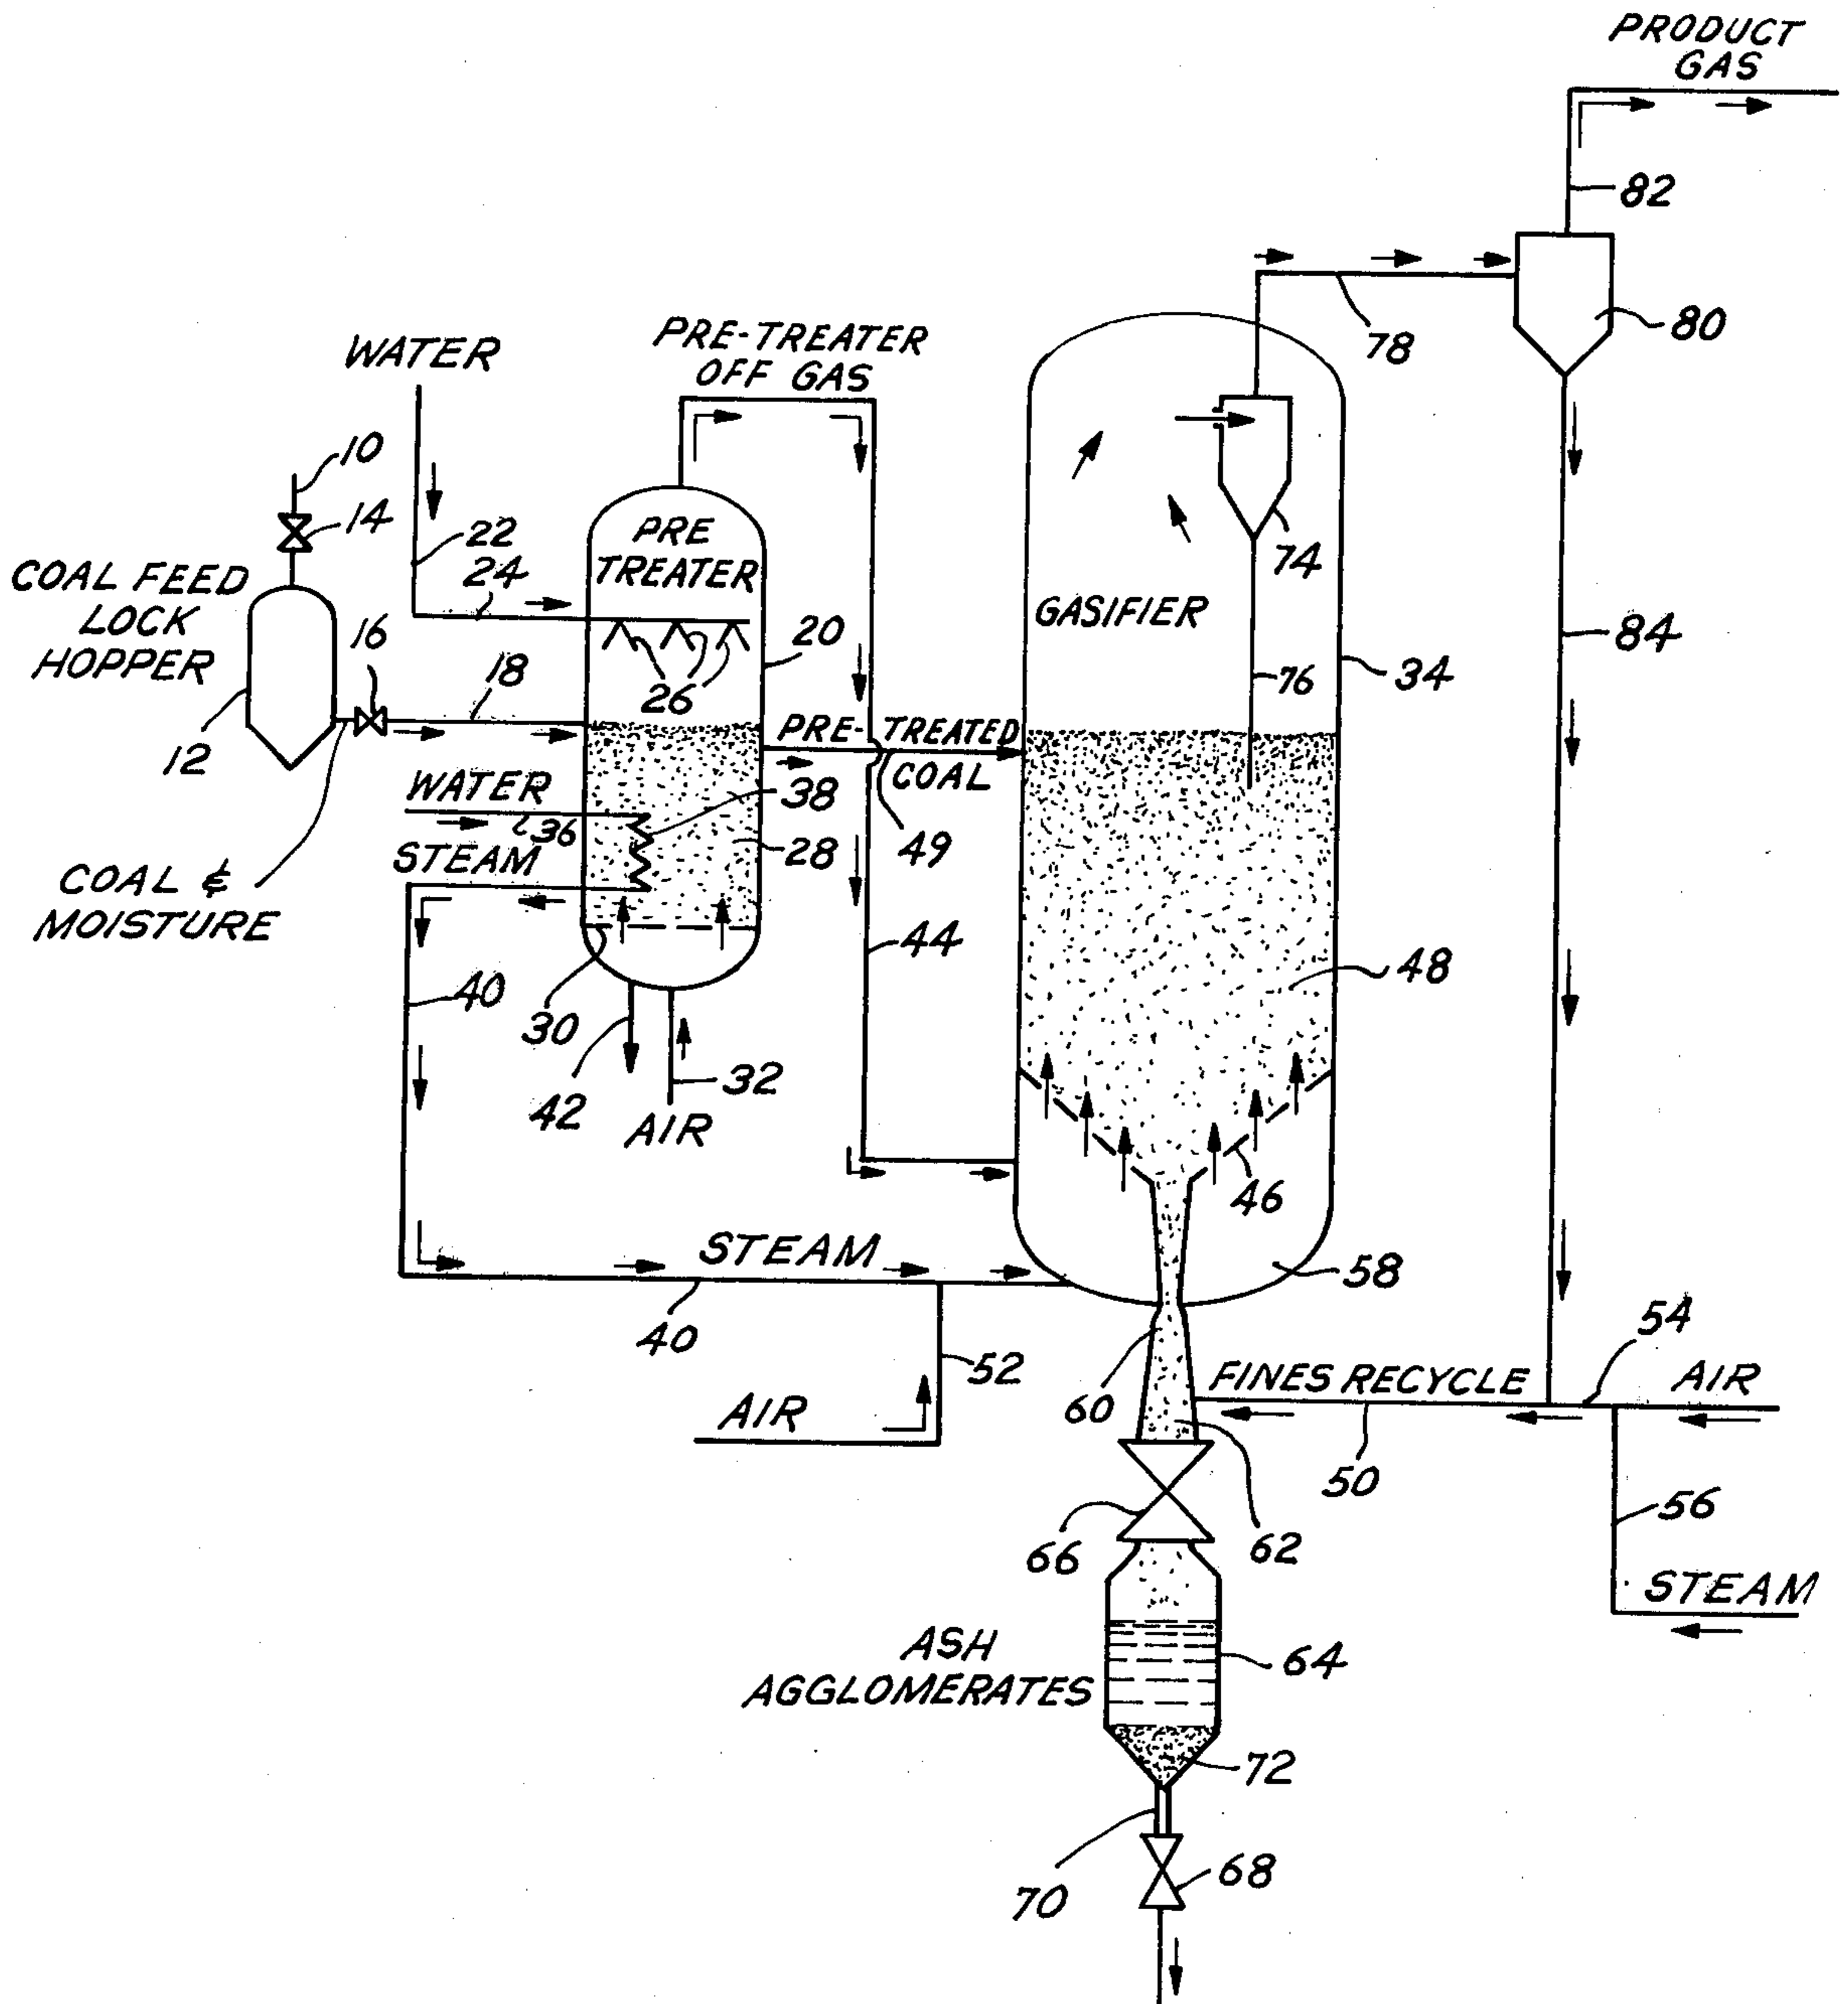 PRODUCT
GAS
82
80
78
PRE-TREATER
OFF GAS
WATER
10
14
22
24
PRE
TREATER
COAL FEED
LOCK
HOPPER
16
18
20
26
12
74
GASIFIER
76
34
84
PRE-TREATED
COAL
WATER
36
38
STEAM
28
49
COAL &
MOISTURE
44
48
40
30
42
32
AIR
46
STEAM
58
40
52
54
FINES RECYCLE
AIR
AIR
60
50
56
66
62
STEAM
ASH
AGGLOMERATES
64
72
70
68